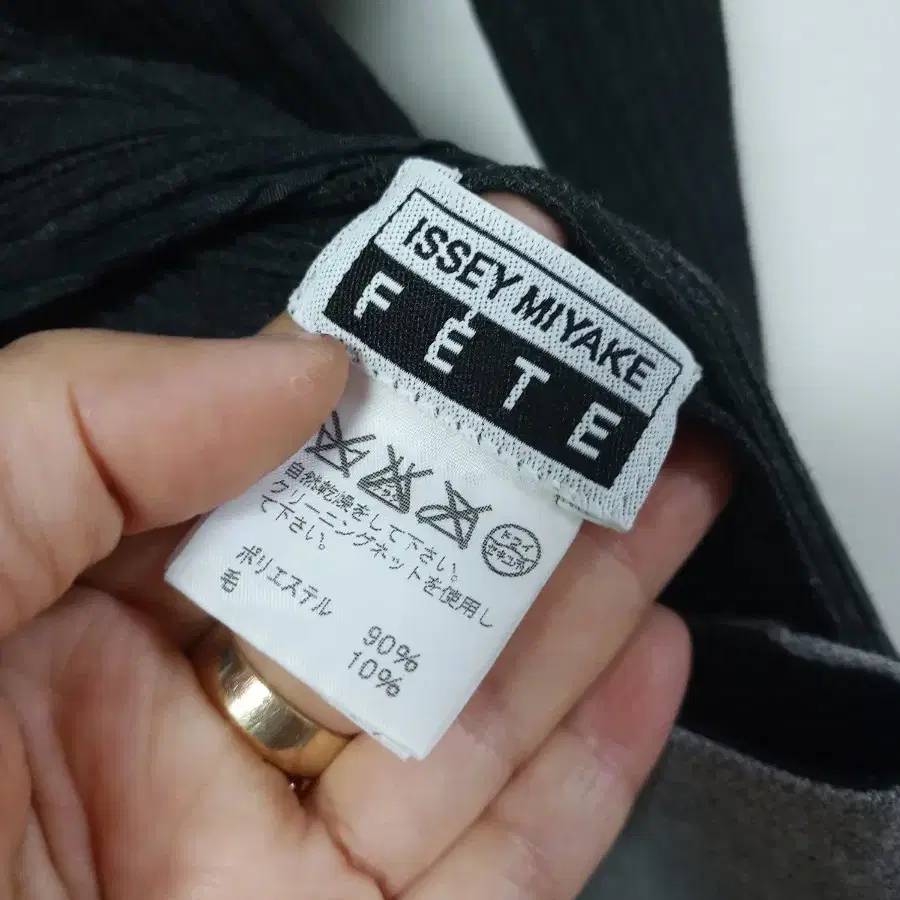 ISSEY MIYAKE
FÊTE
ドライ
自然乾燥をして下さい。
クリーニングネットを使用し
て下さい。
ポリエステル 90%
毛 10%